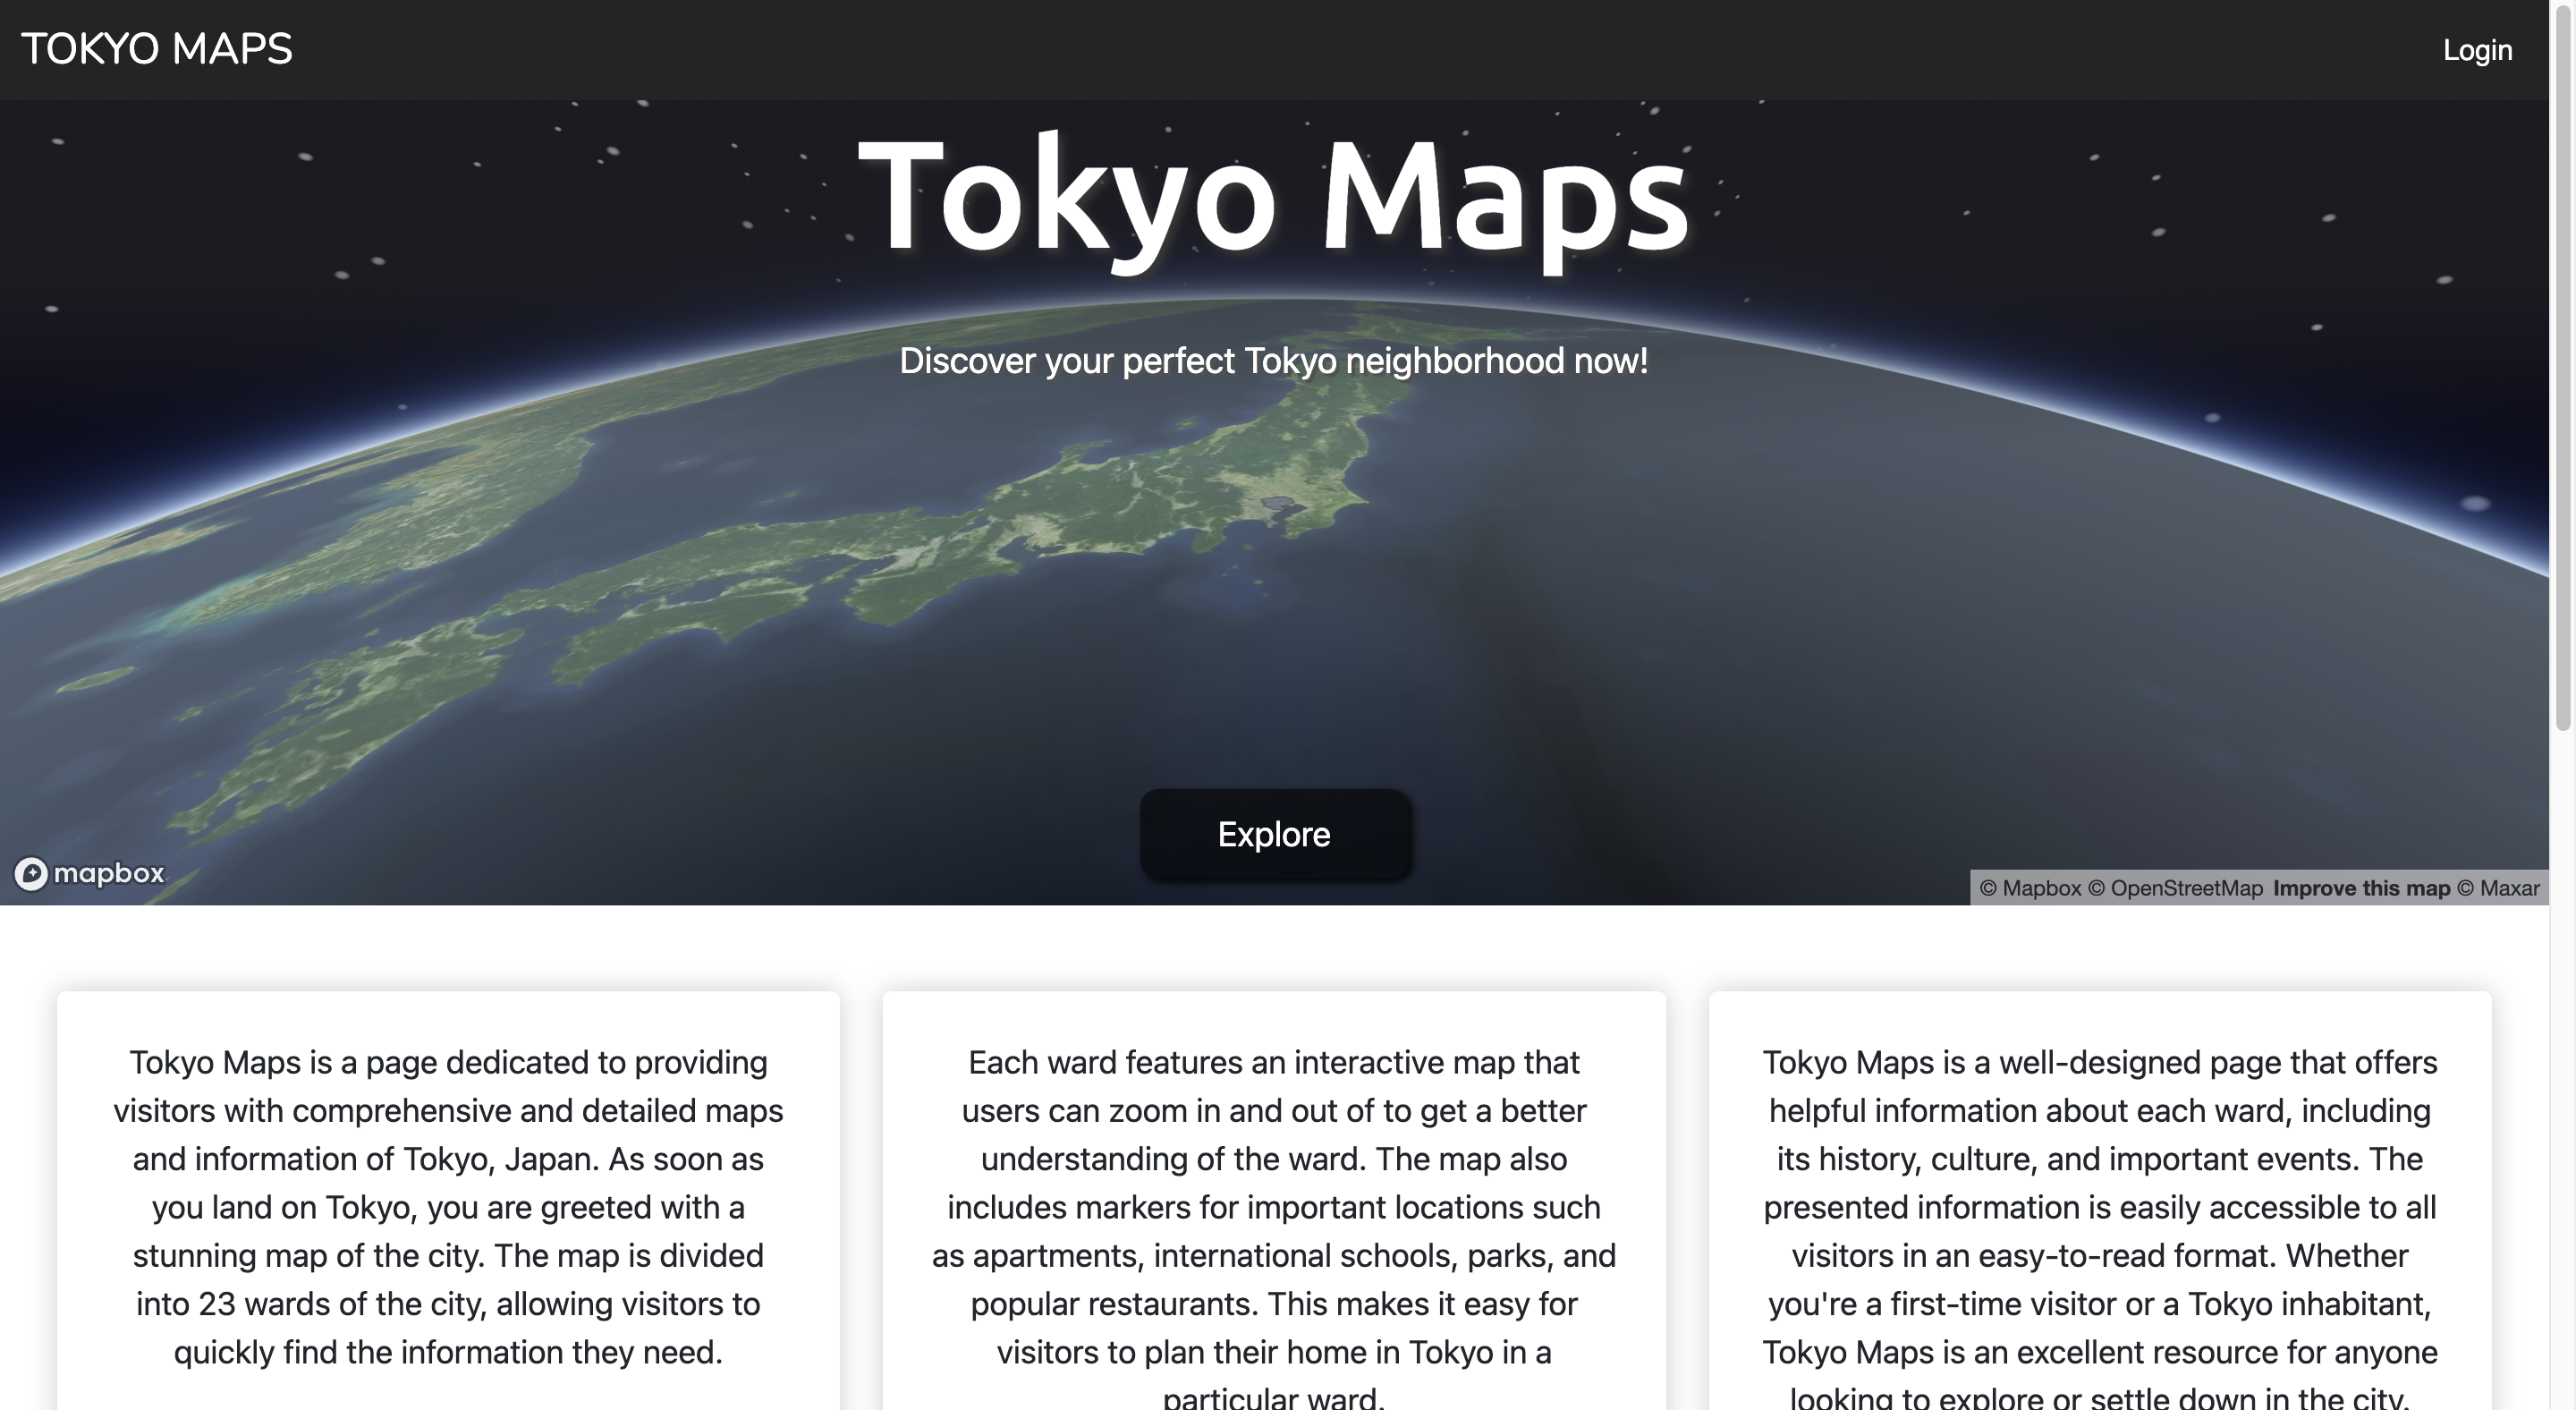 TOKYO MAPS
Login
Tokyo Maps
Discover your perfect Tokyo neighborhood now!
Explore
mapbox
© Mapbox © OpenStreetMap Improve this map © Maxar
Tokyo Maps is a page dedicated to providing
visitors with comprehensive and detailed maps
and information of Tokyo, Japan. As soon as
you land on Tokyo, you are greeted with a
stunning map of the city. The map is divided
into 23 wards of the city, allowing visitors to
quickly find the information they need.
Each ward features an interactive map that
users can zoom in and out of to get a better
understanding of the ward. The map also
includes markers for important locations such
as apartments, international schools, parks, and
popular restaurants. This makes it easy for
visitors to plan their home in Tokyo in a
particular ward.
Tokyo Maps is a well-designed page that offers
helpful information about each ward, including
its history, culture, and important events. The
presented information is easily accessible to all
visitors in an easy-to-read format. Whether
you're a first-time visitor or a Tokyo inhabitant,
Tokyo Maps is an excellent resource for anyone
looking to explore or settle down in the city.